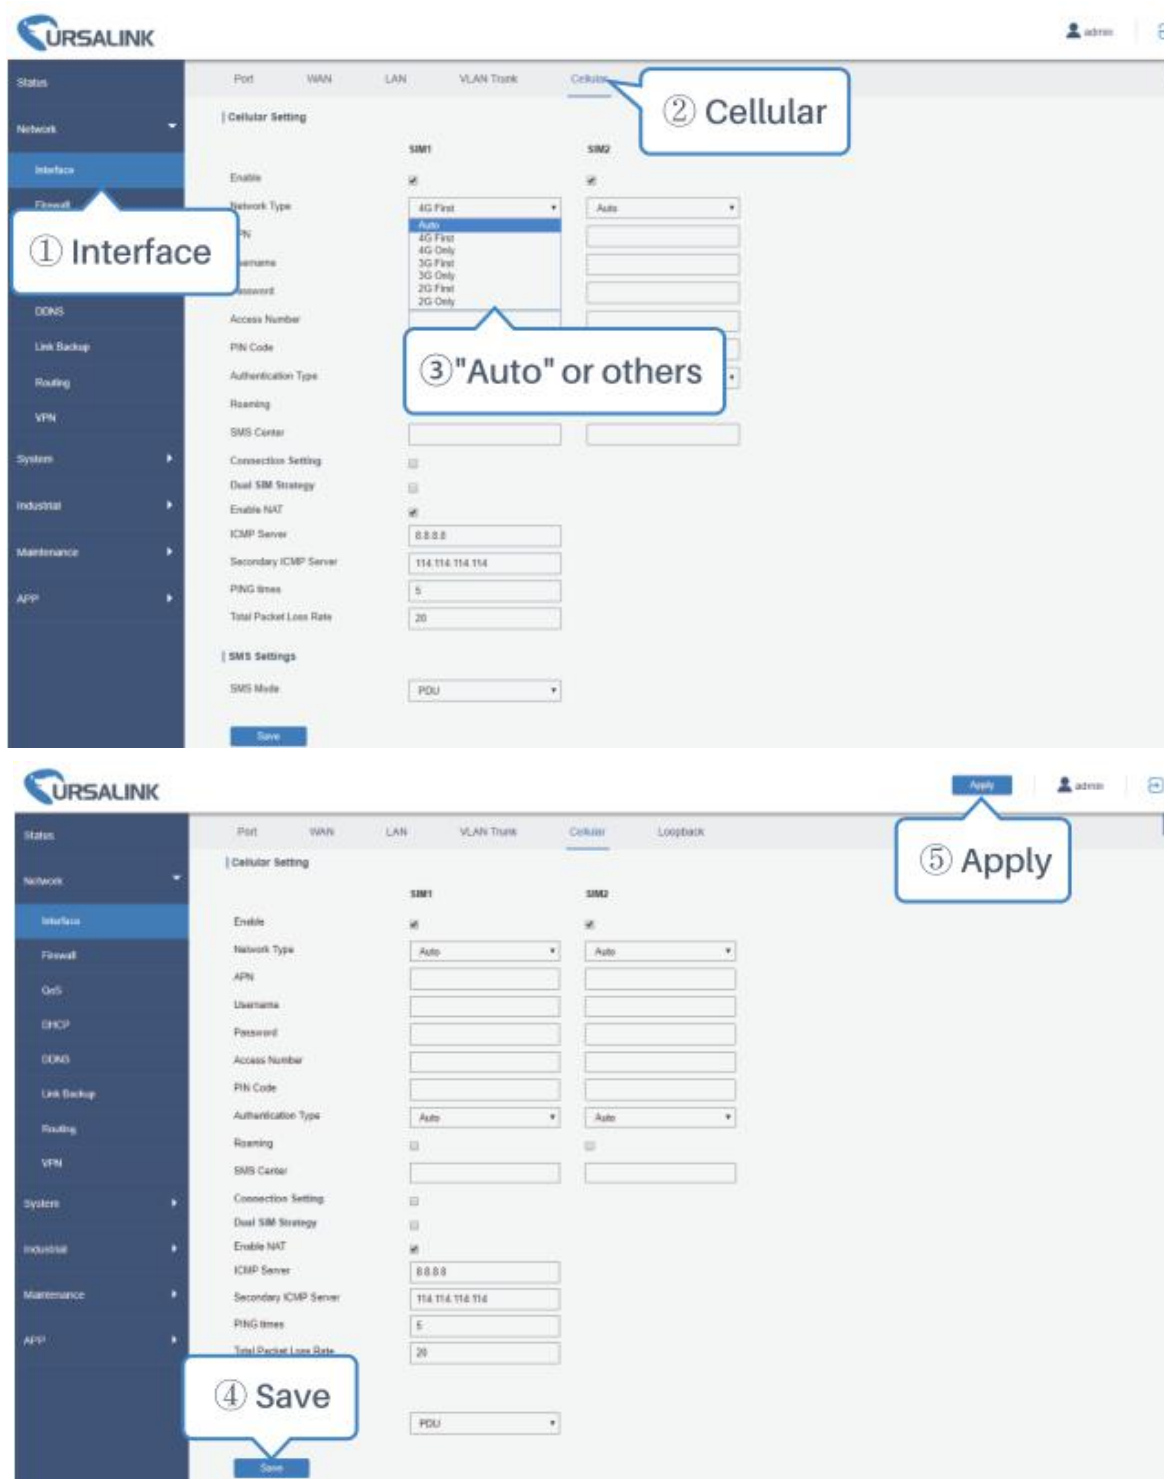 URSALINK
admin
Status
Port WAN LAN VLAN Trunk Cellular
② Cellular
Cellular Setting
Network
SIM1 SIM2
Interface
Enable
Firewall
Network Type 4G First Auto
Auto
4G First
4G Only
3G First
3G Only
2G First
2G Only
① Interface
DDNS
Access Number
Link Backup
PIN Code
③"Auto" or others
Routing
Authentication Type
Roaming
VPN
SMS Center
System
Connection Setting
Dual SIM Strategy
Industrial
Enable NAT
ICMP Server 8.8.8.8
Maintenance
Secondary ICMP Server 114.114.114.114
PING times 5
APP
Total Packet Loss Rate 20
SMS Settings
SMS Mode PDU
Save
URSALINK
Apply admin
Status
Port WAN LAN VLAN Trunk Cellular Loopback
⑤ Apply
Cellular Setting
Network
SIM1 SIM2
Interface
Enable
Network Type Auto Auto
Firewall
APN
QoS
Username
DHCP
Password
DDNS
Access Number
Link Backup
PIN Code
Authentication Type Auto Auto
Routing
Roaming
VPN
SMS Center
System
Connection Setting
Dual SIM Strategy
Industrial
Enable NAT
ICMP Server 8.8.8.8
Maintenance
Secondary ICMP Server 114.114.114.114
PING times 5
APP
Total Packet Loss Rate 20
④ Save
PDU
Save